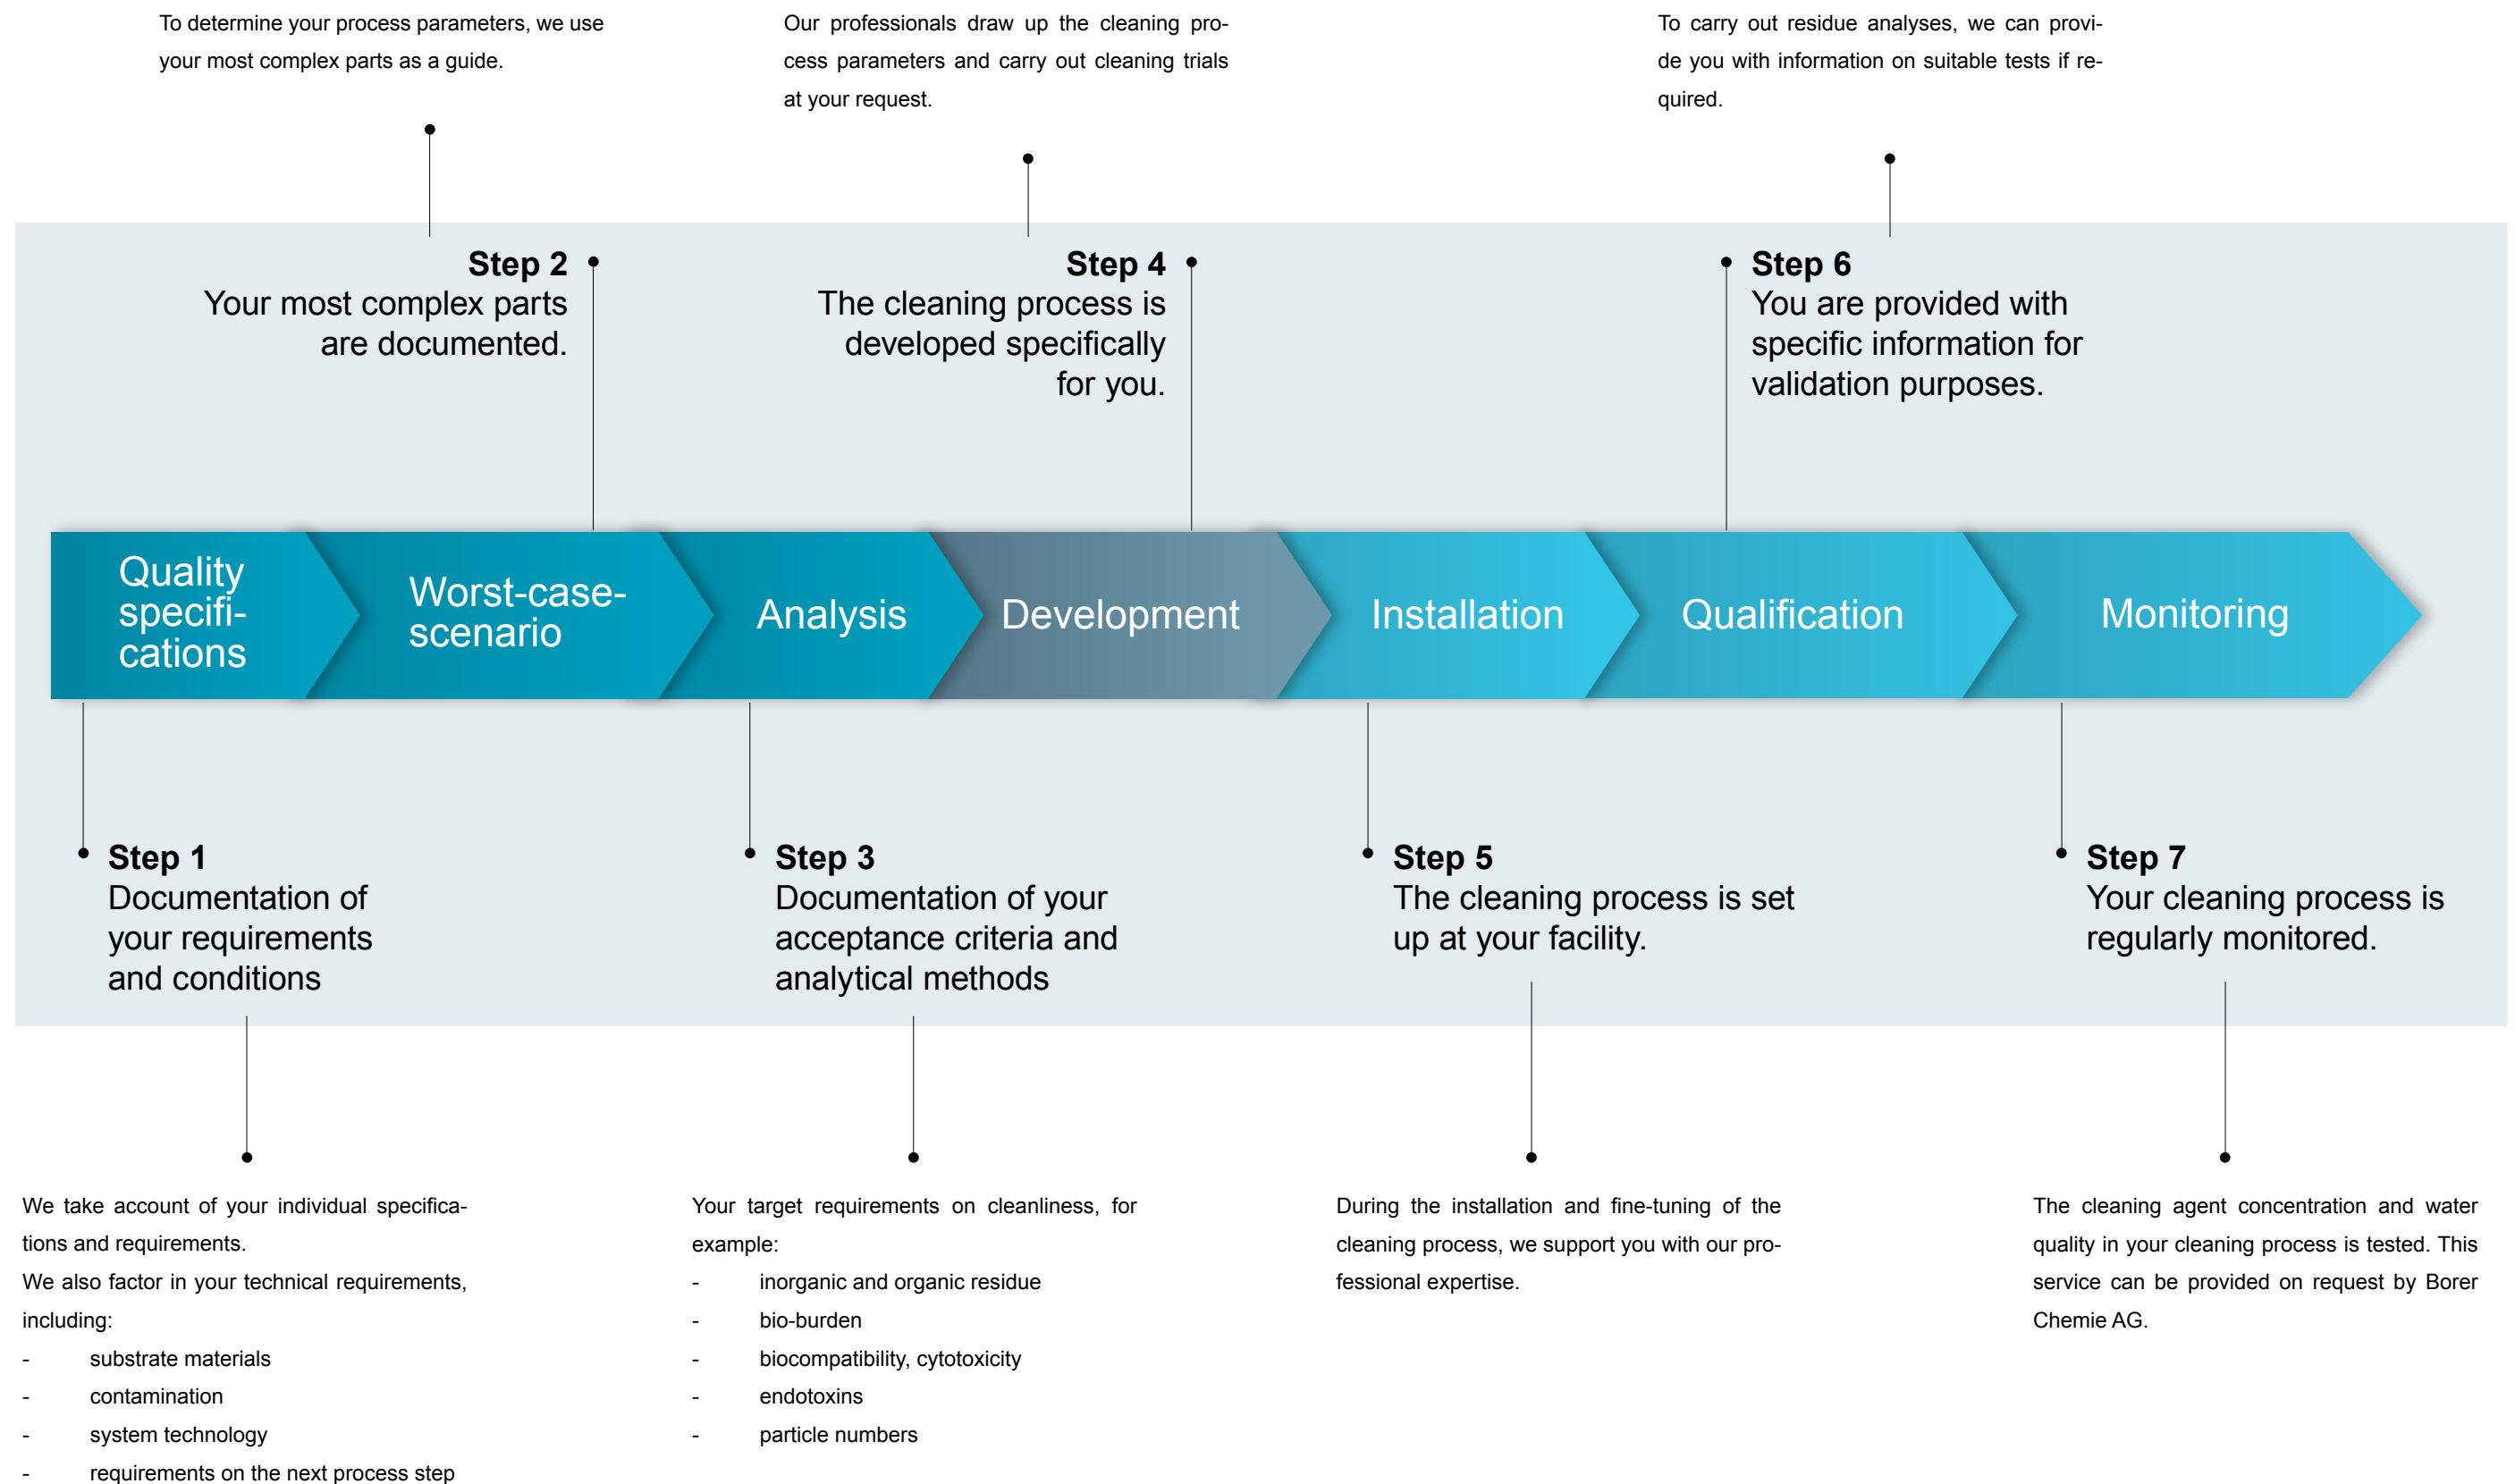 To determine your process parameters, we use
your most complex parts as a guide.
Our professionals draw up the cleaning pro-
cess parameters and carry out cleaning trials
at your request.
To carry out residue analyses, we can provi-
de you with information on suitable tests if re-
quired.
Step 2
Your most complex parts
are documented.
Step 4
The cleaning process is
developed specifically
for you.
Step 6
You are provided with
specific information for
validation purposes.
Quality
specifi-
cations
Worst-case-
scenario
Analysis
Development
Installation
Qualification
Monitoring
Step 1
Documentation of
your requirements
and conditions
Step 3
Documentation of your
acceptance criteria and
analytical methods
Step 5
The cleaning process is set
up at your facility.
Step 7
Your cleaning process is
regularly monitored.
We take account of your individual specifica-
tions and requirements.
We also factor in your technical requirements,
including:
- substrate materials
- contamination
- system technology
- requirements on the next process step
Your target requirements on cleanliness, for
example:
- inorganic and organic residue
- bio-burden
- biocompatibility, cytotoxicity
- endotoxins
- particle numbers
During the installation and fine-tuning of the
cleaning process, we support you with our pro-
fessional expertise.
The cleaning agent concentration and water
quality in your cleaning process is tested. This
service can be provided on request by Borer
Chemie AG.